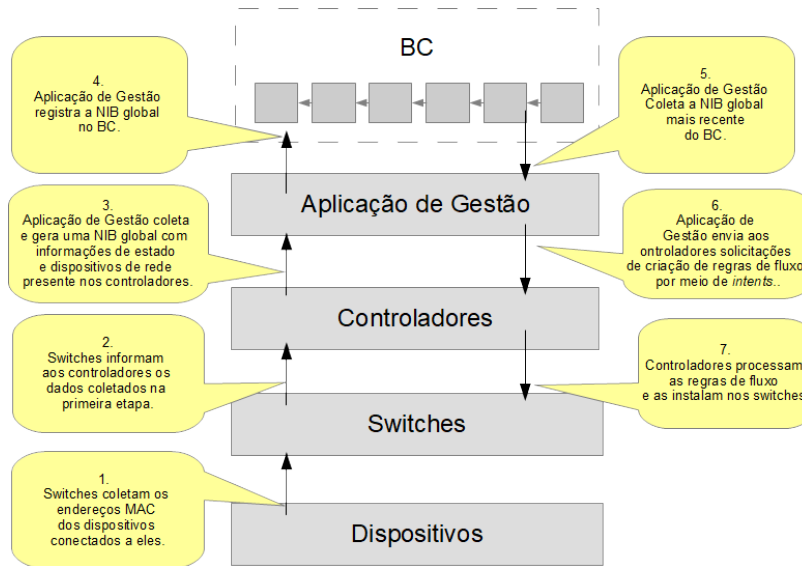 BC
4.
Aplicação de Gestão
registra a NIB global
no BC.
5.
Aplicação de Gestão
Coleta a NIB global
mais recente
do BC.
Aplicação de Gestão
3.
Aplicação de Gestão coleta
e gera uma NIB global com
informações de estado
e dispositivos de rede
presente nos controladores.
6.
Aplicação de
Gestão envia aos
ontroladores solicitações
de criação de regras de fluxo
por meio de intents..
Controladores
2.
Switches informam
aos controladores os
dados coletados na
primeira etapa.
7.
Controladores processam
as regras de fluxo
e as instalam nos switches
Switches
1.
Switches coletam os
endereços MAC
dos dispositivos
conectados a eles.
Dispositivos